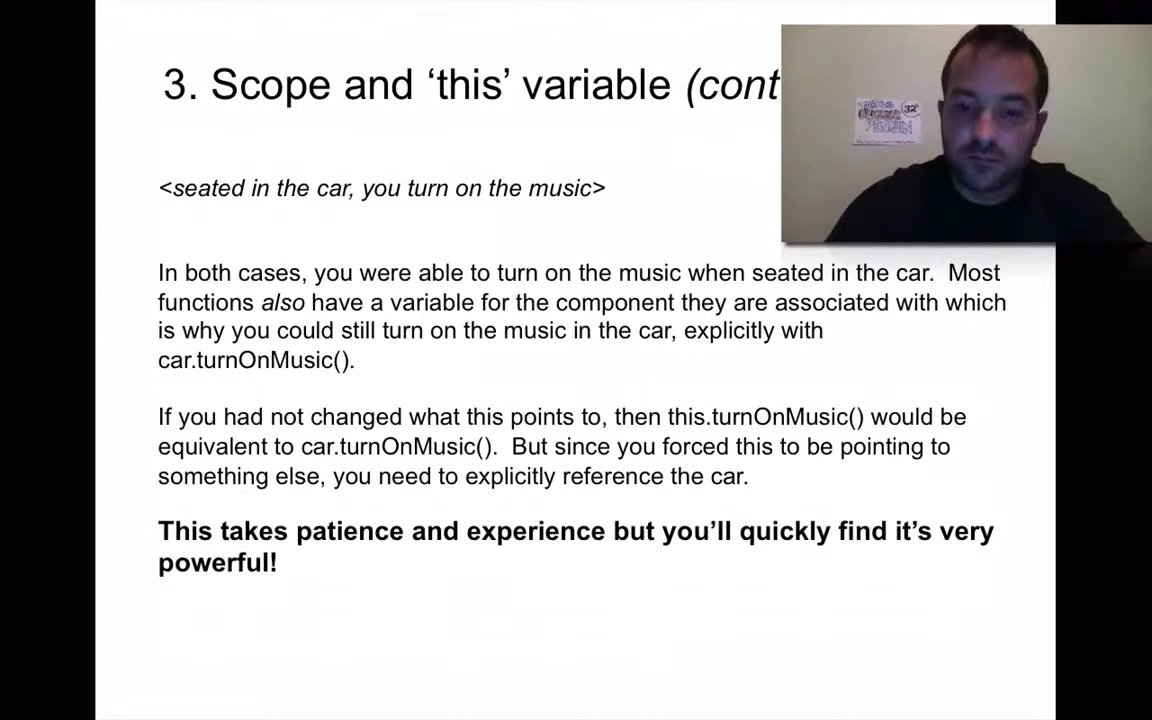 3. Scope and ‘this’ variable (cont
<seated in the car, you turn on the music>
In both cases, you were able to turn on the music when seated in the car.  Most
functions also have a variable for the component they are associated with which
is why you could still turn on the music in the car, explicitly with
car.turnOnMusic().
If you had not changed what this points to, then this.turnOnMusic() would be
equivalent to car.turnOnMusic().  But since you forced this to be pointing to
something else, you need to explicitly reference the car.
This takes patience and experience but you’ll quickly find it’s very
powerful!
32°
PENGUIN